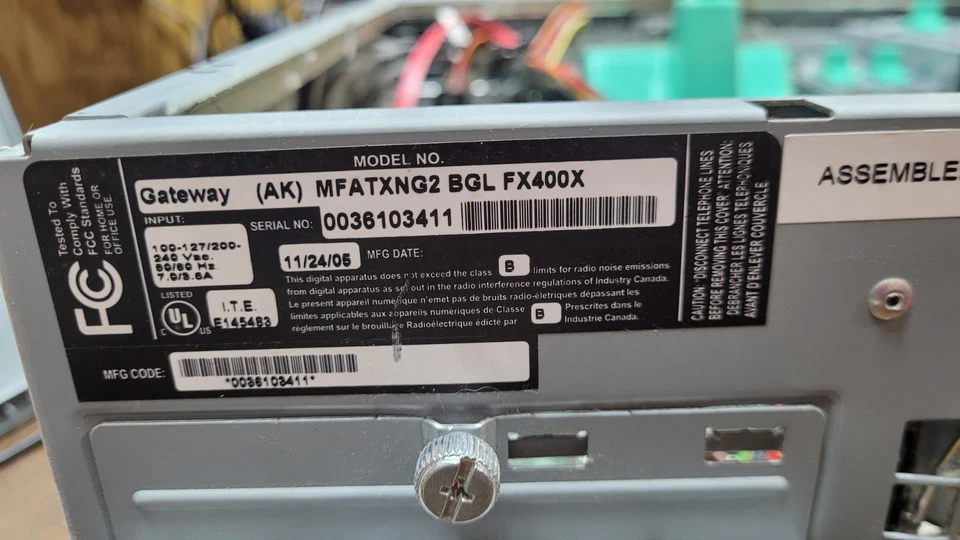 MODEL NO.
Gateway (AK) MFATXNG2 BGL FX400X
Tested To
Comply With
FCC Standards
FOR HOME OR
OFFICE USE.
FC
INPUT:
100-127/200-
240 Vac.
60/50 Hz.
7.0/3.5A
SERIAL NO:
0036103411
11/24/05
MFG DATE:
LISTED
C UL US
I.T.E.
E145483
This digital apparatus does not exceed the class B limits for radio noise emissions
from digital apparatus as set out in the radio interference regulations of Industry Canada.
Le present appareil numérique n'emet pas de bruits radio-életriques dépassant les
limites applicables aux appareils numériques de Classe B Prescrites dans le
règlement sur le brouillage Radioélectrique édicté par Industrie Canada.
MFG CODE:
*0036103411*
CAUTION: DISCONNECT TELEPHONE LINES
BEFORE REMOVING THIS COVER ATTENTION:
DEBRANCHER LES LIGNES TELEPHONIQUES
AVANT D'ENLEVER COUVERCLE.
ASSEMBLE